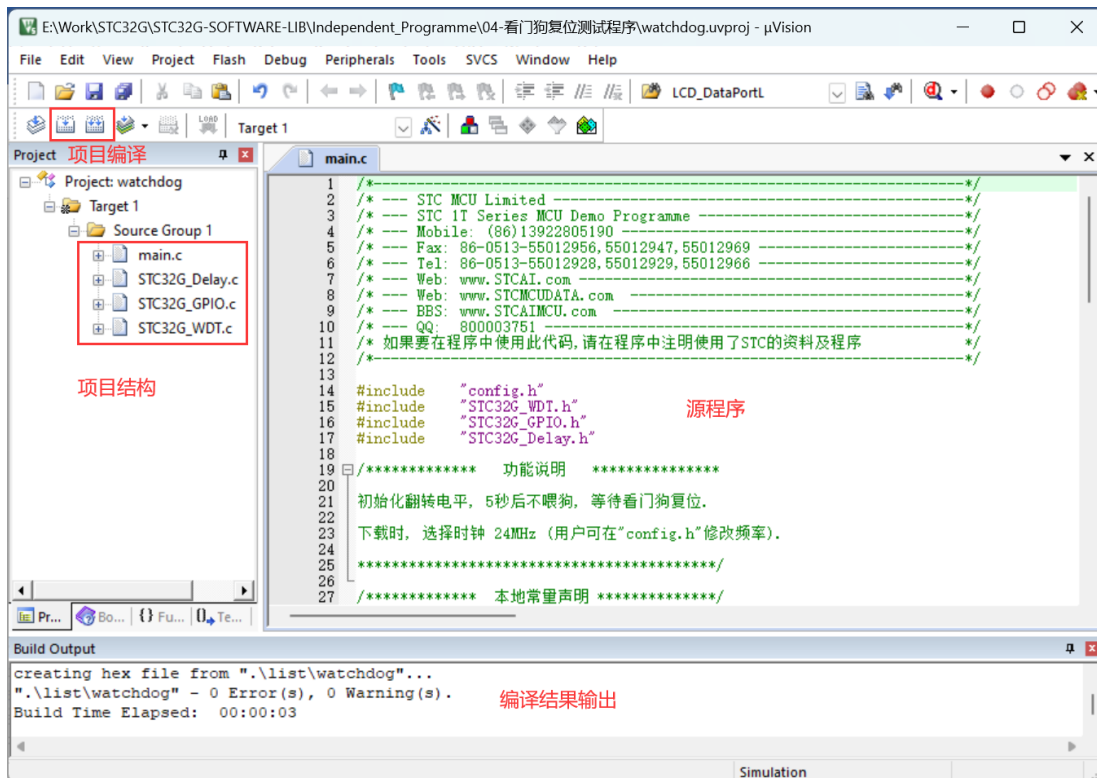 E:\Work\STC32G\STC32G-SOFTWARE-LIB\Independent_Programme\04-看门狗复位测试程序\watchdog.uvproj - µVision
File Edit View Project Flash Debug Peripherals Tools SVCS Window Help
LCD_DataPortL
LOAD
Target 1
Project 项目编译
Project: watchdog
Target 1
Source Group 1
main.c
STC32G_Delay.c
STC32G_GPIO.c
STC32G_WDT.c
项目结构
Pr... Bo... {} Fu... Te...
main.c
1 /*---------------------------------------------------------------------*/
2 /* --- STC MCU Limited ------------------------------------------------*/
3 /* --- STC 1T Series MCU Demo Programme -------------------------------*/
4 /* --- Mobile: (86)13922805190 ----------------------------------------*/
5 /* --- Fax: 86-0513-55012956,55012947,55012969 ------------------------*/
6 /* --- Tel: 86-0513-55012928,55012929,55012966 ------------------------*/
7 /* --- Web: www.STCAI.com ---------------------------------------------*/
8 /* --- Web: www.STCMCUDATA.com  ---------------------------------------*/
9 /* --- BBS: www.STCAIMCU.com  -----------------------------------------*/
10 /* --- QQ:  800003751 -------------------------------------------------*/
11 /* 如果要在程序中使用此代码,请在程序中注明使用了STC的资料及程序            */
12 /*---------------------------------------------------------------------*/
13
14 #include    "config.h"
15 #include    "STC32G_WDT.h"
16 #include    "STC32G_GPIO.h"
17 #include    "STC32G_Delay.h"
18
19 /*************   功能说明   ***************
20
21 初始化翻转电平, 5秒后不喂狗, 等待看门狗复位.
22
23 下载时, 选择时钟 24MHz (用户可在"config.h"修改频率).
24
25 ******************************************/
26
27 /*************   本地常量声明 **************/
源程序
Build Output
creating hex file from ".\list\watchdog"...
".\list\watchdog" - 0 Error(s), 0 Warning(s).
Build Time Elapsed:  00:00:03
编译结果输出
Simulation